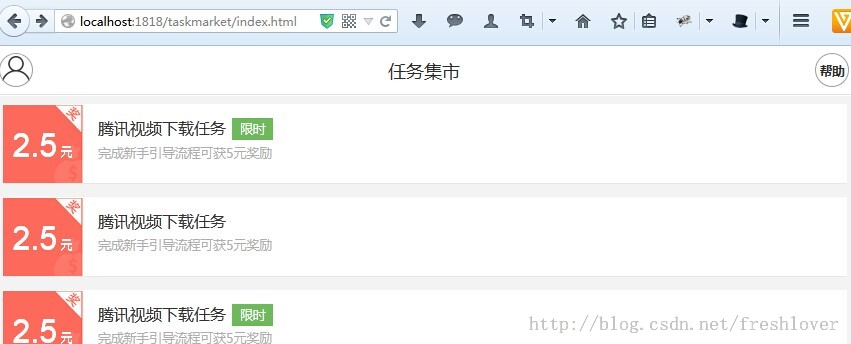 localhost:1818/taskmarket/index.html
任务集市
帮助
奖
2.5元
腾讯视频下载任务 限时
完成新手引导流程可获5元奖励
奖
2.5元
腾讯视频下载任务
完成新手引导流程可获5元奖励
奖
2.5元
腾讯视频下载任务 限时
完成新手引导流程可获5元奖励
http://blog.csdn.net/freshlover